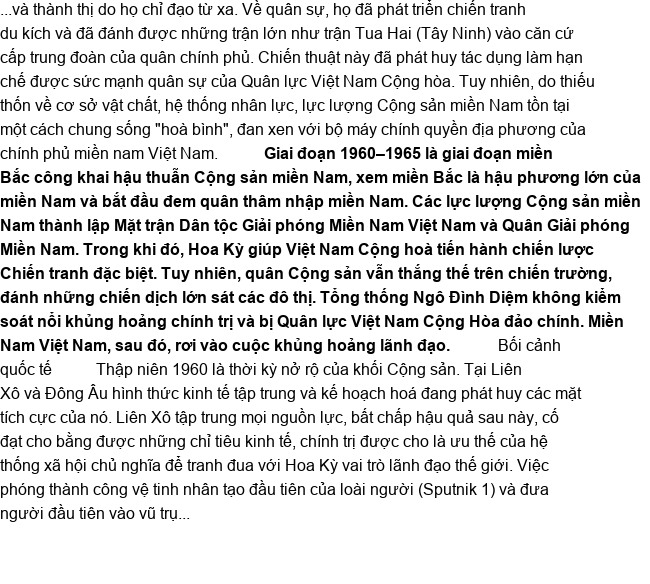 ...và thành thị do họ chỉ đạo từ xa. Về quân sự, họ đã phát triển chiến tranh
du kích và đã đánh được những trận lớn như trận Tua Hai (Tây Ninh) vào căn cứ
cấp trung đoàn của quân chính phủ. Chiến thuật này đã phát huy tác dụng làm hạn
chế được sức mạnh quân sự của Quân lực Việt Nam Cộng hòa. Tuy nhiên, do thiếu
thốn về cơ sở vật chất, hệ thống nhân lực, lực lượng Cộng sản miền Nam tồn tại
một cách chung sống "hoà bình", đan xen với bộ máy chính quyền địa phương của
chính phủ miền nam Việt Nam. Giai đoạn 1960–1965 là giai đoạn miền
Bắc công khai hậu thuẫn Cộng sản miền Nam, xem miền Bắc là hậu phương lớn của
miền Nam và bắt đầu đem quân thâm nhập miền Nam. Các lực lượng Cộng sản miền
Nam thành lập Mặt trận Dân tộc Giải phóng Miền Nam Việt Nam và Quân Giải phóng
Miền Nam. Trong khi đó, Hoa Kỳ giúp Việt Nam Cộng hoà tiến hành chiến lược
Chiến tranh đặc biệt. Tuy nhiên, quân Cộng sản vẫn thắng thế trên chiến trường,
đánh những chiến dịch lớn sát các đô thị. Tổng thống Ngô Đình Diệm không kiểm
soát nổi khủng hoảng chính trị và bị Quân lực Việt Nam Cộng Hòa đảo chính. Miền
Nam Việt Nam, sau đó, rơi vào cuộc khủng hoảng lãnh đạo. Bối cảnh
quốc tế Thập niên 1960 là thời kỳ nở rộ của khối Cộng sản. Tại Liên
Xô và Đông Âu hình thức kinh tế tập trung và kế hoạch hoá đang phát huy các mặt
tích cực của nó. Liên Xô tập trung mọi nguồn lực, bất chấp hậu quả sau này, cố
đạt cho bằng được những chỉ tiêu kinh tế, chính trị được cho là ưu thế của hệ
thống xã hội chủ nghĩa để tranh đua với Hoa Kỳ vai trò lãnh đạo thế giới. Việc
phóng thành công vệ tinh nhân tạo đầu tiên của loài người (Sputnik 1) và đưa
người đầu tiên vào vũ trụ...